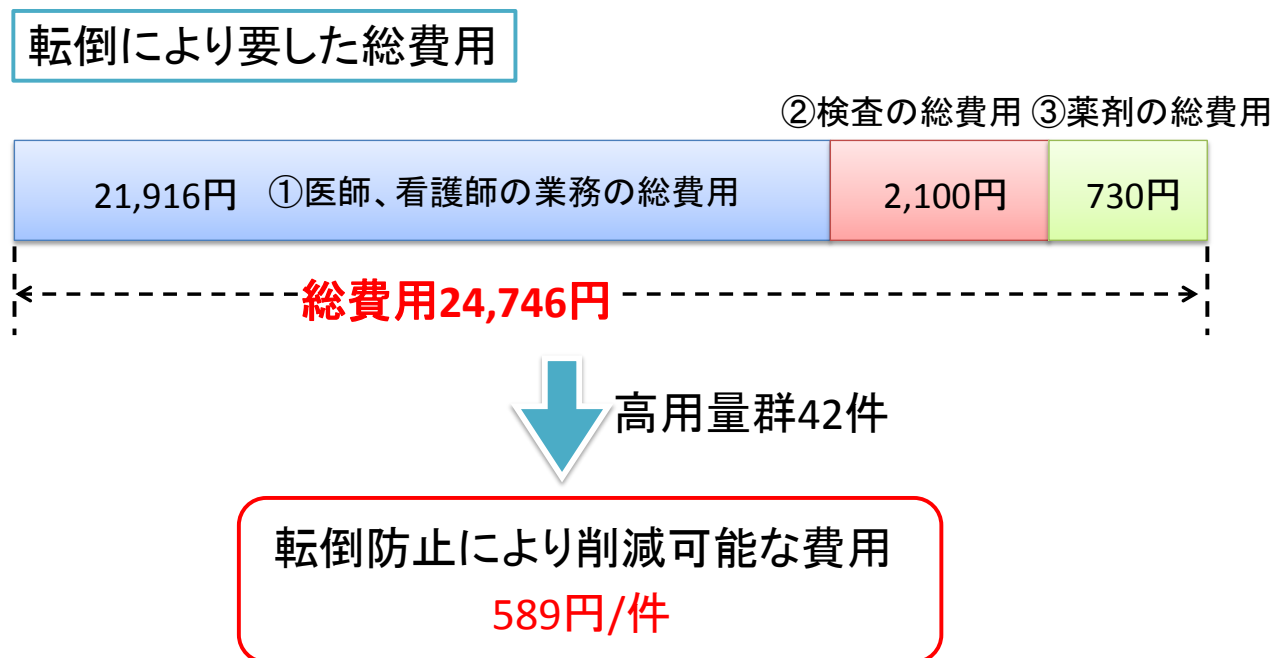 転倒により要した総費用
②検査の総費用 ③薬剤の総費用
21,916円 ①医師、看護師の業務の総費用 2,100円 730円
総費用24,746円
高用量群42件
転倒防止により削減可能な費用
589円/件